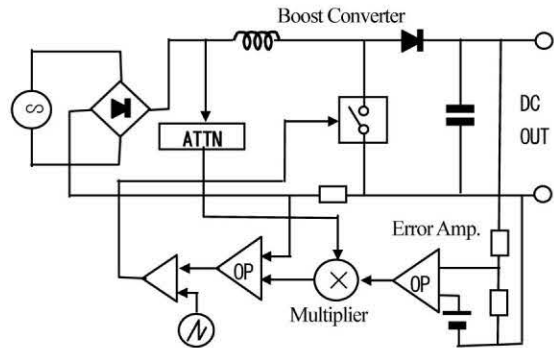 Boost Converter
S
ATTN
DC
OUT
Error Amp.
OP
OP
Multiplier